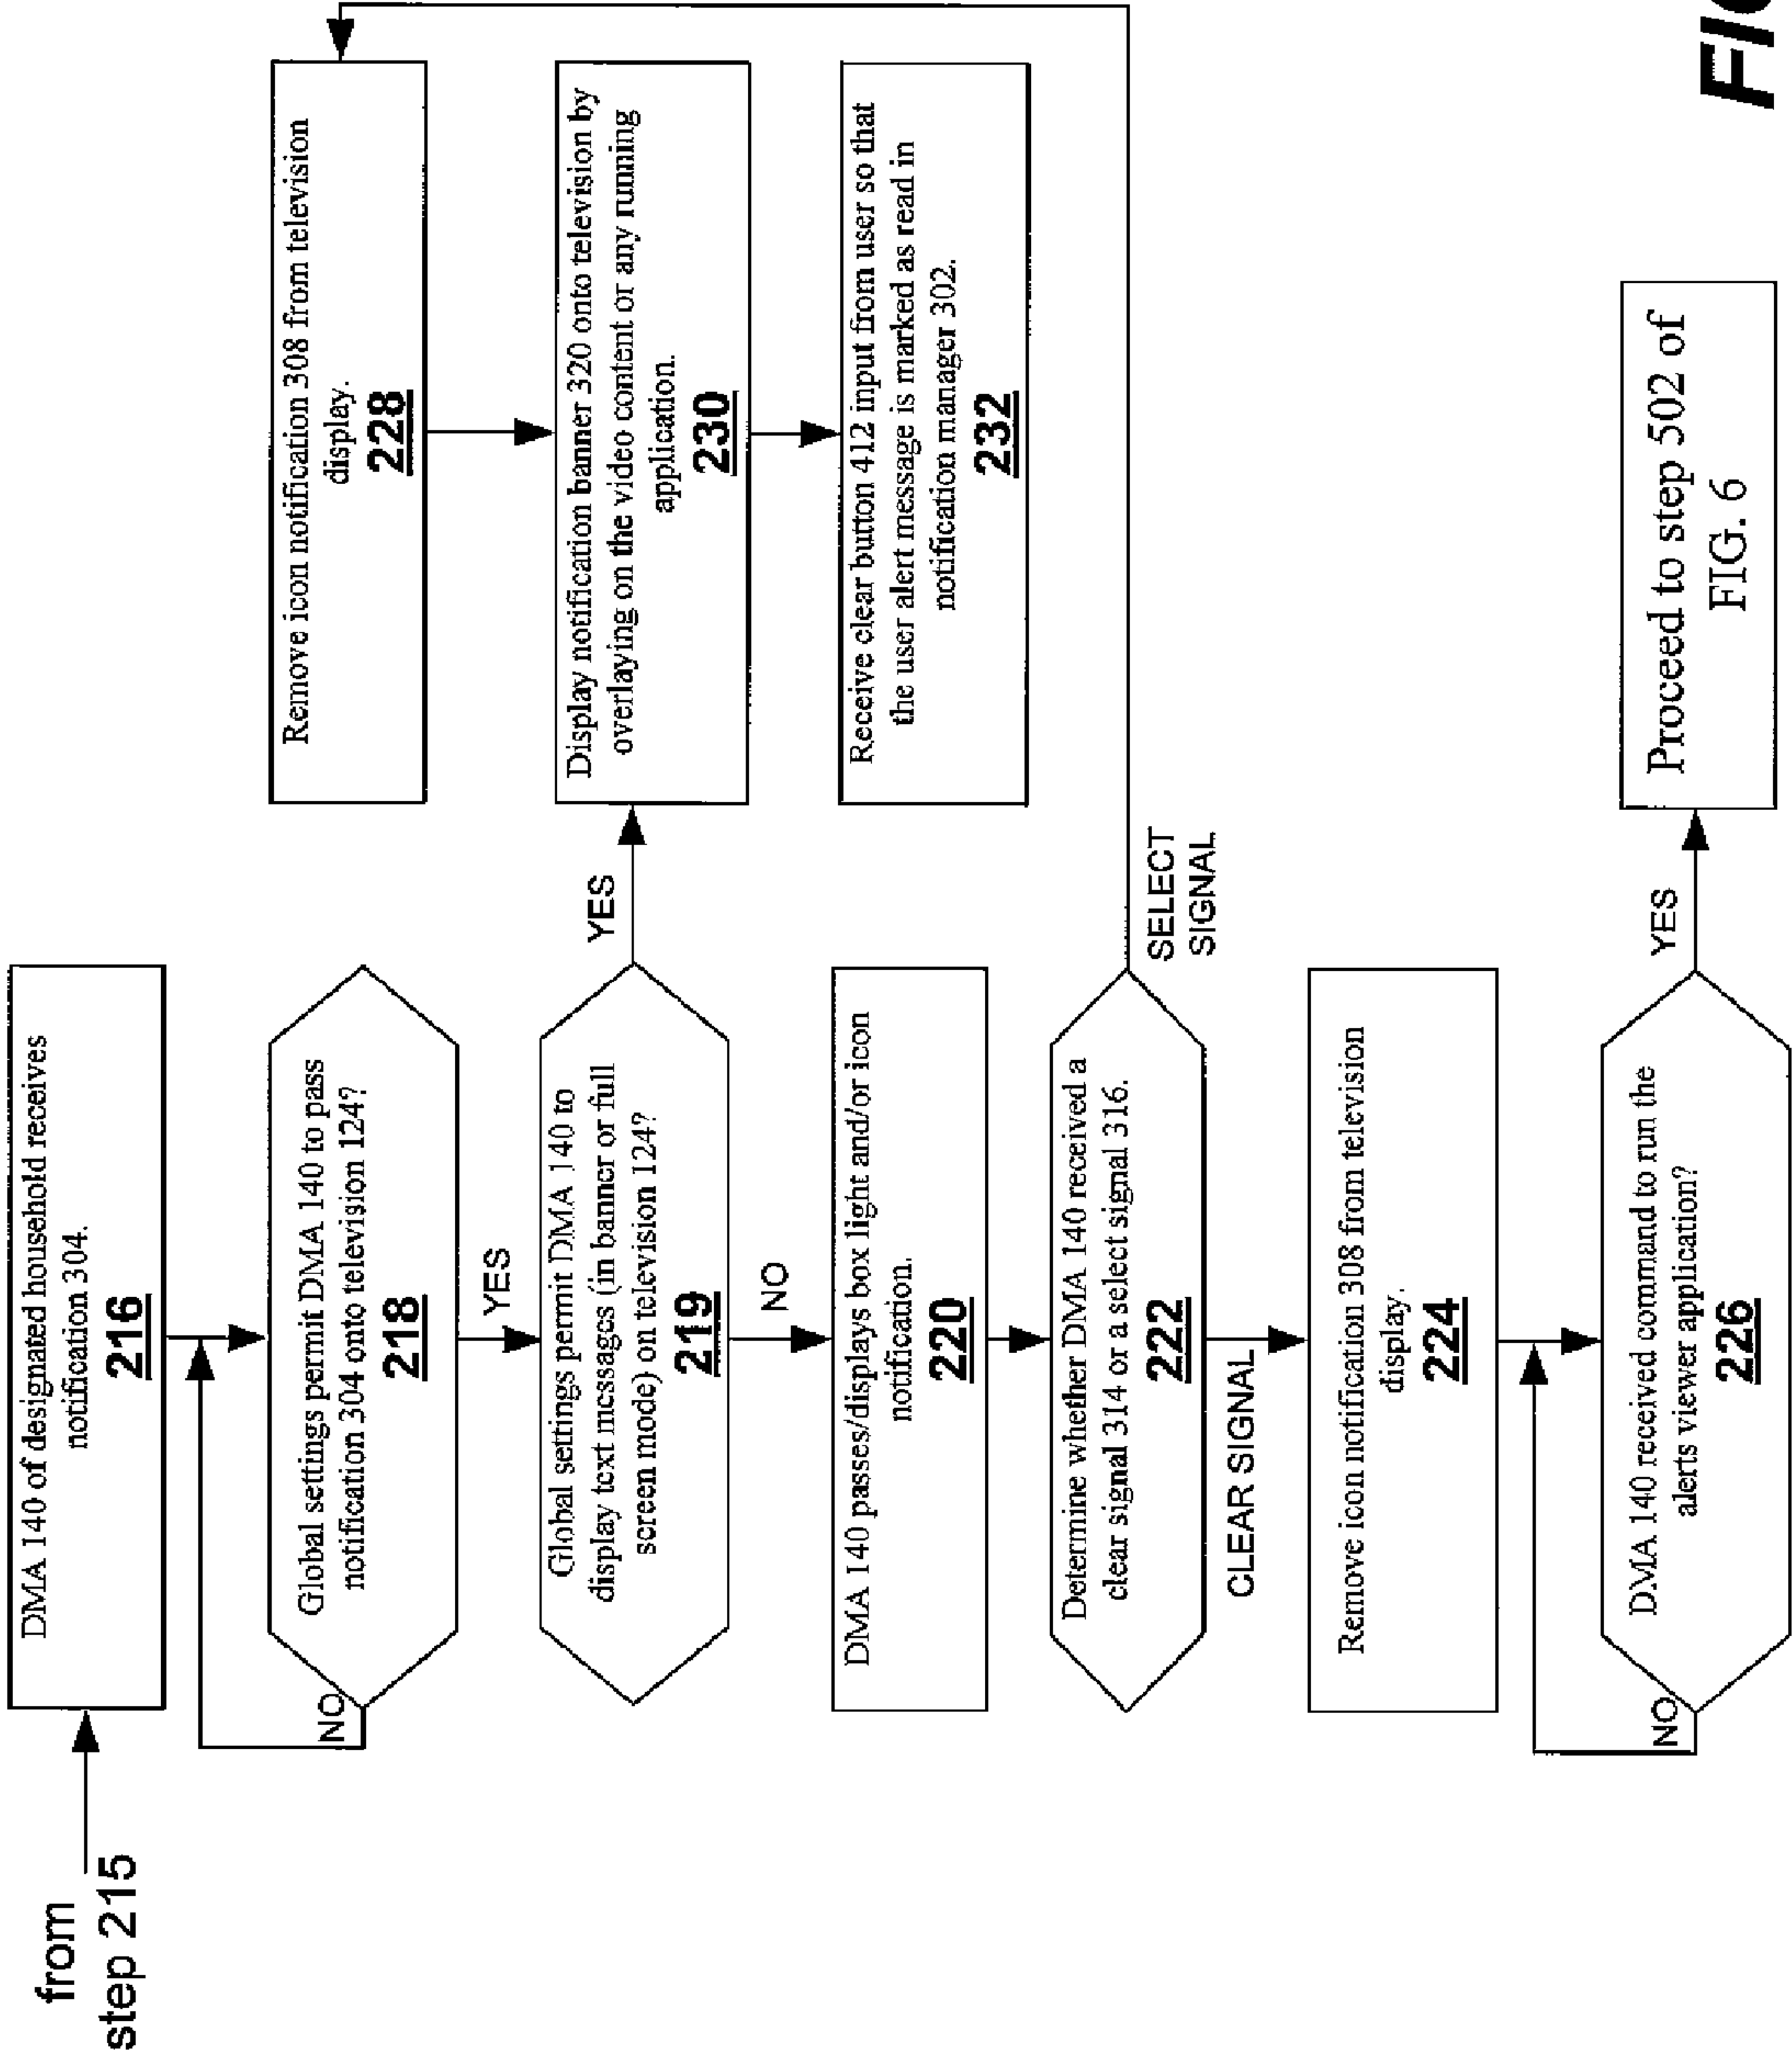 from
step 215
DMA 140 of designated household receives
notification 304.
216
Global settings permit DMA 140 to pass
notification 304 onto television 124?
218
NO
YES
Global settings permit DMA 140 to
display text messages (in banner or full
screen mode) on television 124?
219
YES
NO
DMA 140 passes/displays box light and/or icon
notification.
220
Determine whether DMA 140 received a
clear signal 314 or a select signal 316.
222
SELECT
SIGNAL
CLEAR SIGNAL
Remove icon notification 308 from television
display.
224
DMA 140 received command to run the
alerts viewer application?
226
NO
YES
Proceed to step 502 of
FIG. 6
Remove icon notification 308 from television
display.
228
Display notification banner 320 onto television by
overlaying on the video content or any running
application.
230
Receive clear button 412 input from user so that
the user alert message is marked as read in
notification manager 302.
232